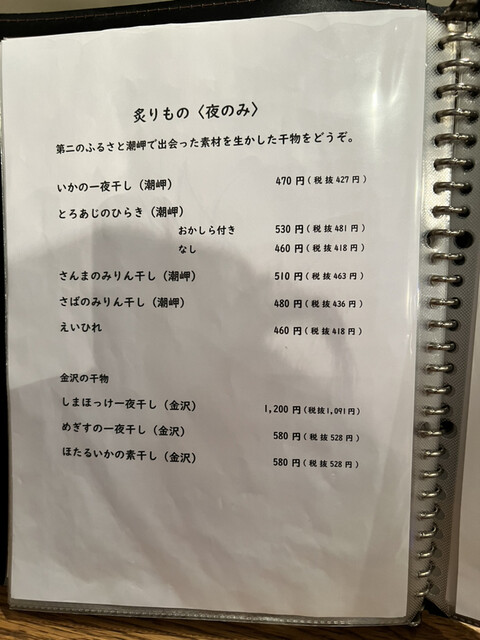 炙りもの〈夜のみ〉
第二のふるさと潮岬で出会った素材を生かした干物をどうぞ。
いかの一夜干し（潮岬） 470 円（税抜 427 円）
とろあじのひらき（潮岬）
おかしら付き 530 円（税抜 481 円）
なし 460 円（税抜 418 円）
さんまのみりん干し（潮岬） 510 円（税抜 463 円）
さばのみりん干し（潮岬） 480 円（税抜 436 円）
えいひれ 460 円（税抜 418 円）
金沢の干物
しまほっけ一夜干し（金沢） 1,200 円（税抜1,091 円）
めぎすの一夜干し（金沢） 580 円（税抜 528 円）
ほたるいかの素干し（金沢） 580 円（税抜 528 円）